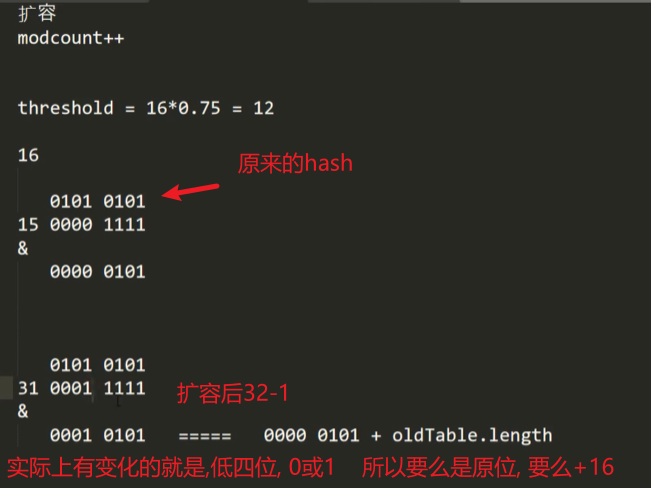 扩容
modcount++
threshold = 16*0.75 = 12
16
原来的hash
0101 0101
15 0000 1111
&
0000 0101
0101 0101
31 0001 1111 扩容后32-1
&
0001 0101 ===== 0000 0101 + oldTable.length
实际上有变化的就是,低四位, 0或1 所以要么是原位, 要么+16